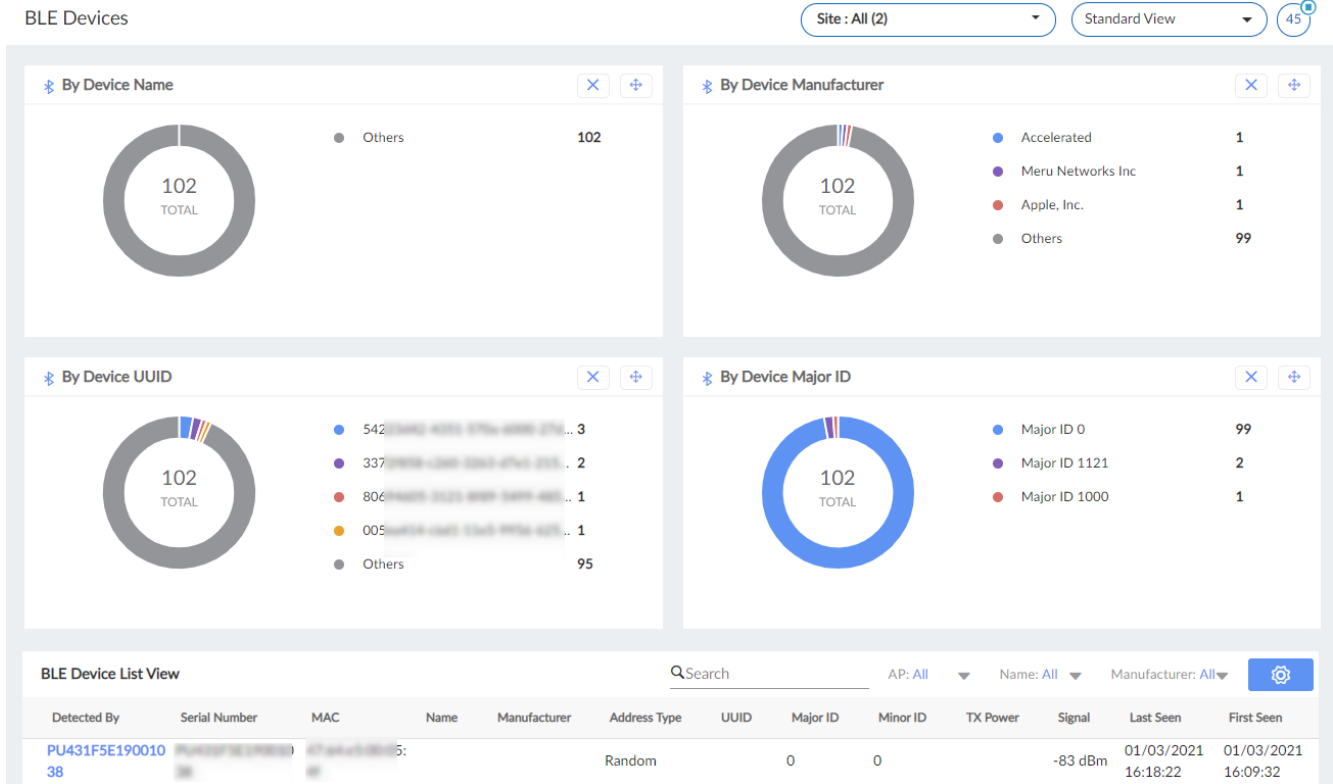 BLE Devices
Site : All (2)
Standard View
45
By Device Name
102
TOTAL
Others 102
By Device Manufacturer
102
TOTAL
Accelerated 1
Meru Networks Inc 1
Apple, Inc. 1
Others 99
By Device UUID
102
TOTAL
542 ... 3
337 ... 2
806 ... 1
005 ... 1
Others 95
By Device Major ID
102
TOTAL
Major ID 0 99
Major ID 1121 2
Major ID 1000 1
BLE Device List View
Search
AP: All
Name: All
Manufacturer: All
Detected By Serial Number MAC Name Manufacturer Address Type UUID Major ID Minor ID TX Power Signal Last Seen First Seen
PU431F5E190010 Random 0 0 -83 dBm 01/03/2021 01/03/2021
38 16:18:22 16:09:32